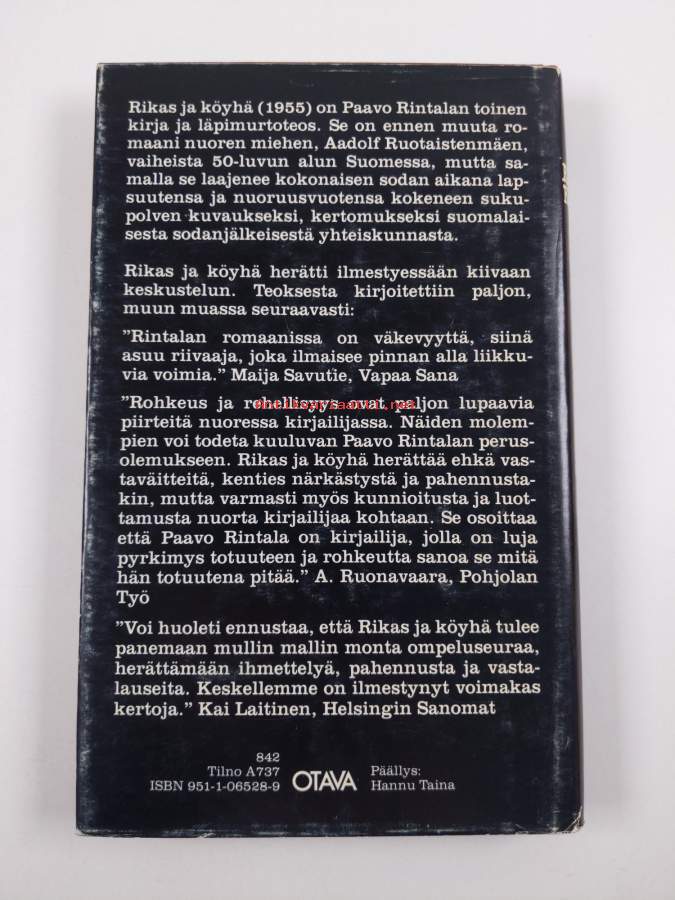 Rikas ja köyhä (1955) on Paavo Rintalan toinen
kirja ja läpimurtoteos. Se on ennen muuta ro-
maani nuoren miehen, Aadolf Ruotaistenmäen,
vaiheista 50-luvun alun Suomessa, mutta sa-
malla se laajenee kokonaisen sodan aikana lap-
suutensa ja nuoruusvuotensa kokeneen suku-
polven kuvaukseksi, kertomukseksi suomalai-
sesta sodanjälkeisestä yhteiskunnasta.
Rikas ja köyhä herätti ilmestyessään kiivaan
keskustelun. Teoksesta kirjoitettiin paljon,
muun muassa seuraavasti:
”Rintalan romaanissa on väkevyyttä, siinä
asuu riivaaja, joka ilmaisee pinnan alla liikku-
via voimia.” Maija Savutie, Vapaa Sana
”Rohkeus ja rehellisyys ovat paljon lupaavia
piirteitä nuoressa kirjailijassa. Näiden molem-
pien voi todeta kuuluvan Paavo Rintalan perus-
olemukseen. Rikas ja köyhä herättää ehkä vas-
taväitteitä, kenties närkästystä ja pahennusta-
kin, mutta varmasti myös kunnioitusta ja luot-
tamusta nuorta kirjailijaa kohtaan. Se osoittaa
että Paavo Rintala on kirjailija, jolla on luja
pyrkimys totuuteen ja rohkeutta sanoa se mitä
hän totuutena pitää.” A. Ruonavaara, Pohjolan
Työ
”Voi huoleti ennustaa, että Rikas ja köyhä tulee
panemaan mullin mallin monta ompeluseuraa,
herättämään ihmettelyä, pahennusta ja vasta-
lauseita. Keskellemme on ilmestynyt voimakas
kertoja.” Kai Laitinen, Helsingin Sanomat
842
Tilno A737
ISBN 951-1-06528-9
OTAVA
Päällys:
Hannu Taina